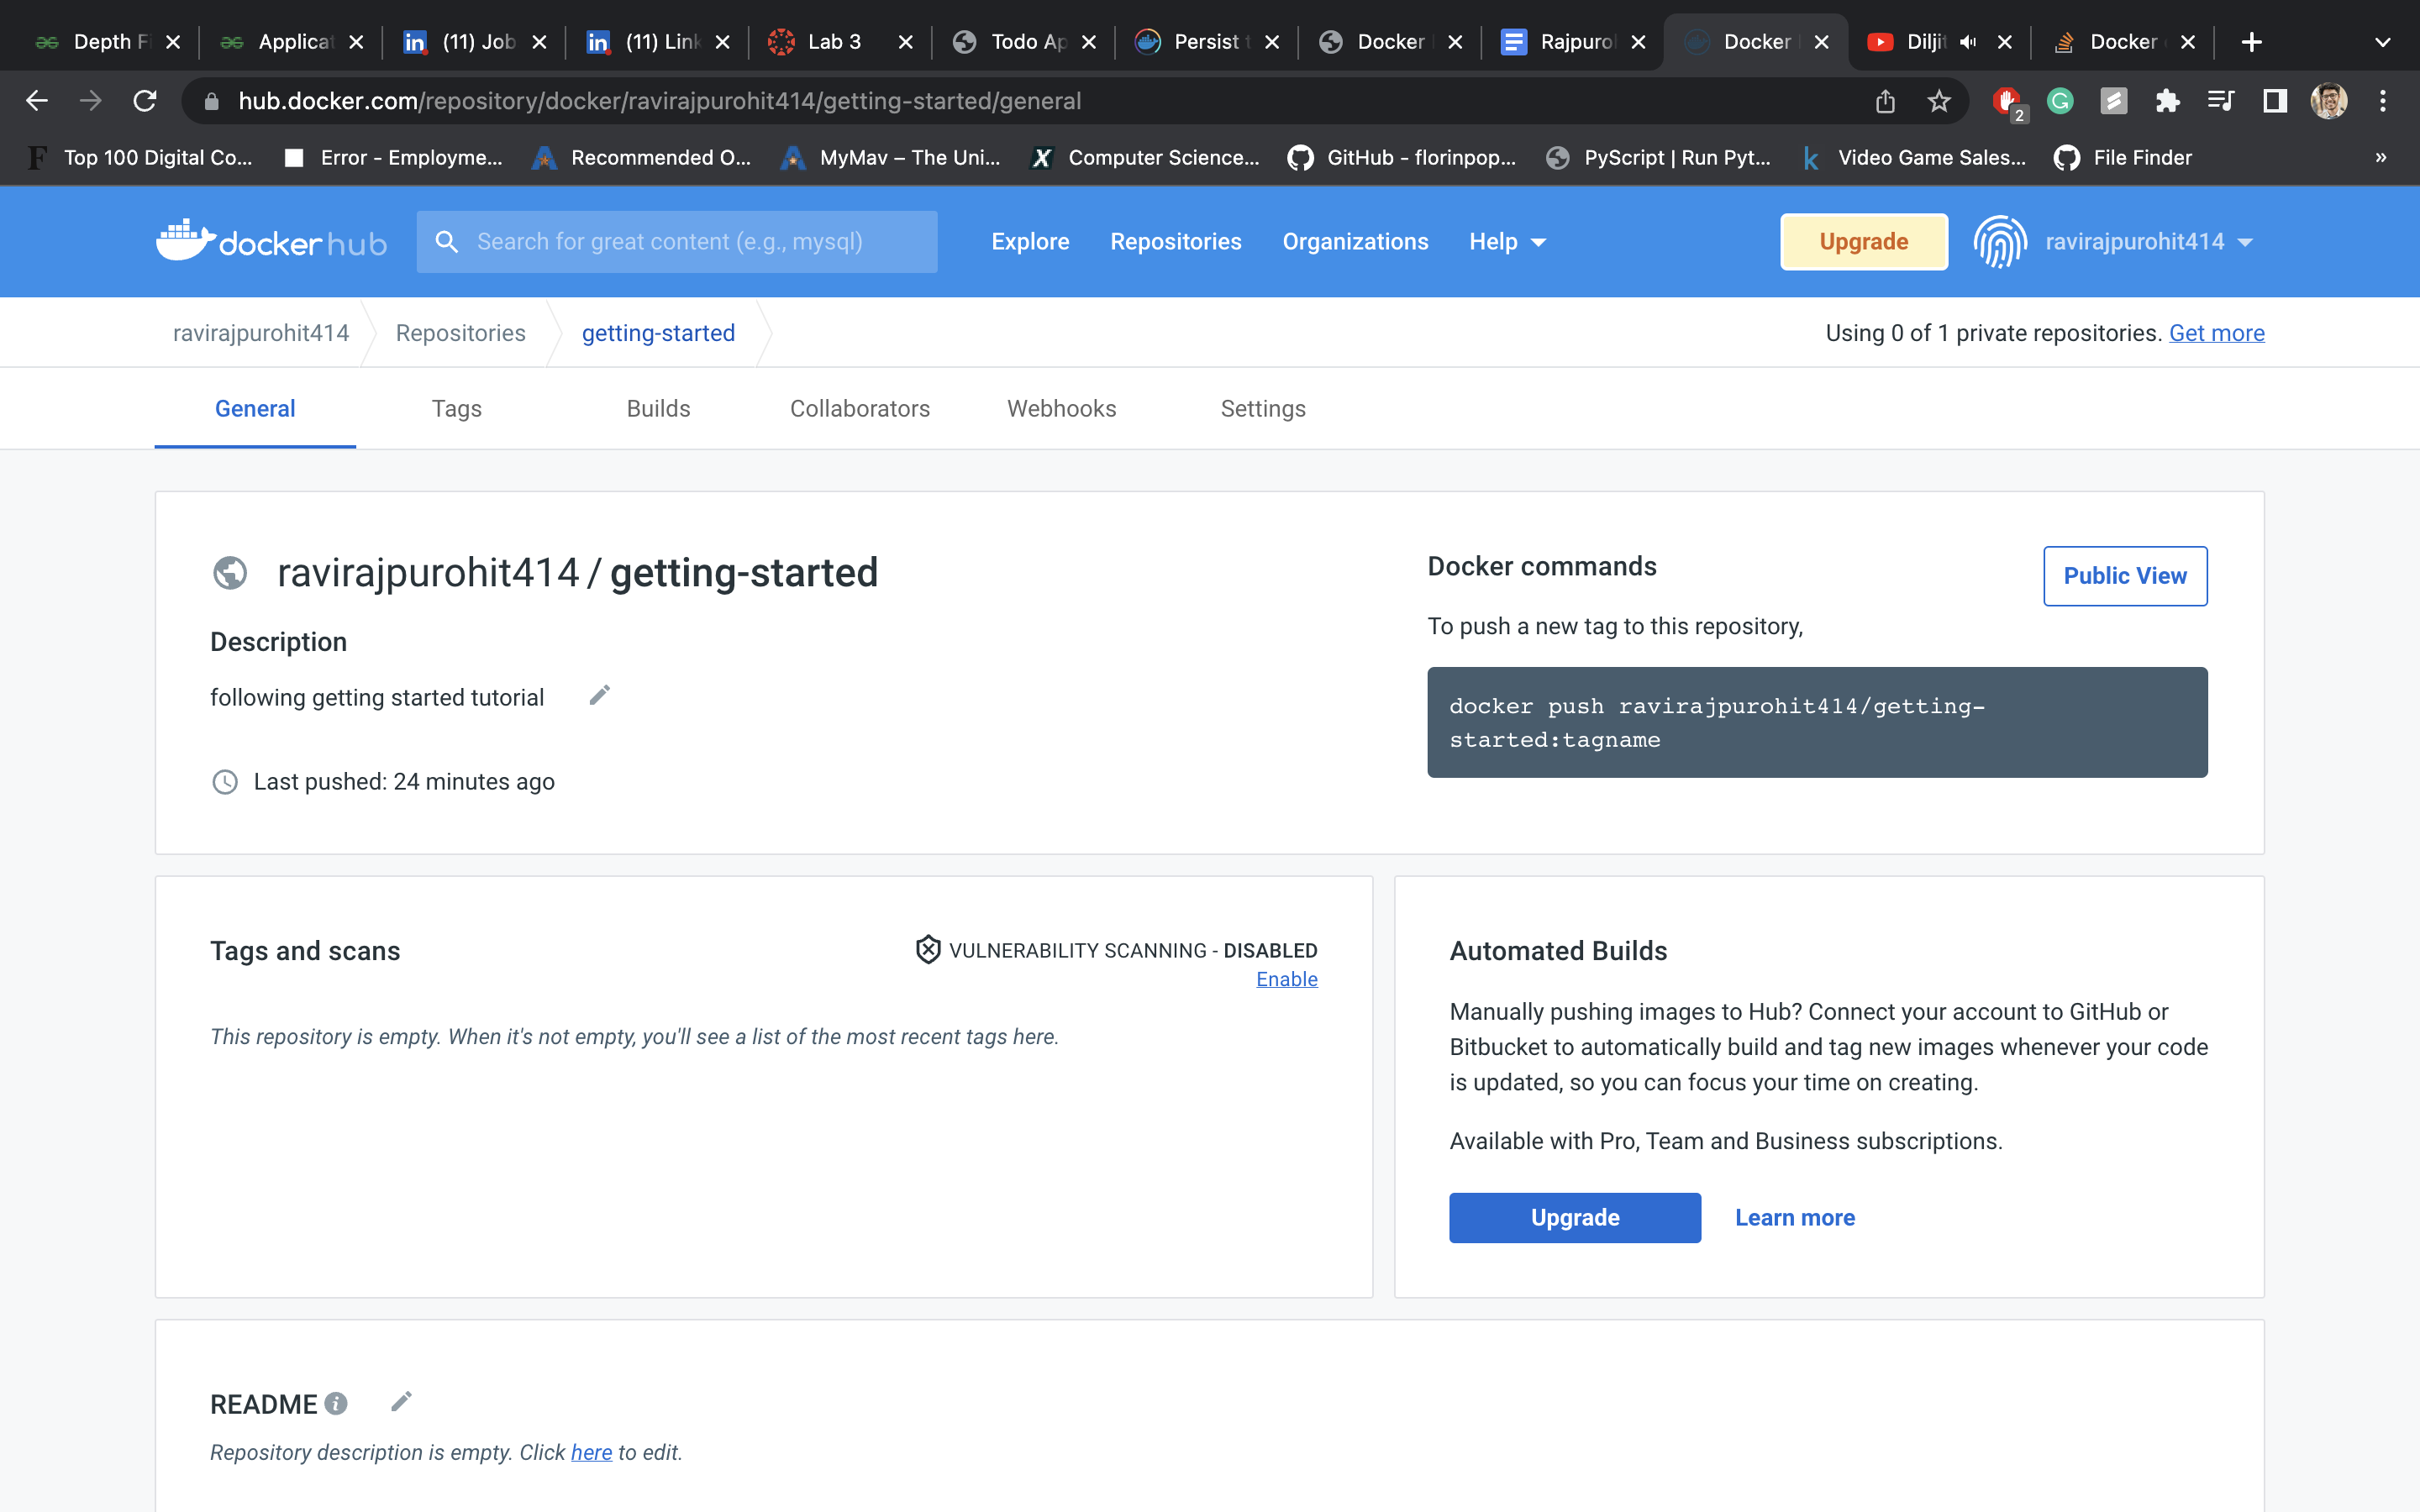 Depth F
Applicat
(11) Job
(11) Link
Lab 3
Todo Ap
Persist t
Docker
Rajpuro
Docker
Diljit
Docker
hub.docker.com/repository/docker/ravirajpurohit414/getting-started/general
2
Top 100 Digital Co...
Error - Employme...
Recommended O...
MyMav – The Uni...
Computer Science...
GitHub - florinpop...
PyScript | Run Pyt...
Video Game Sales...
File Finder
»
docker hub
Search for great content (e.g., mysql)
Explore
Repositories
Organizations
Help
Upgrade
ravirajpurohit414
ravirajpurohit414
Repositories
getting-started
Using 0 of 1 private repositories. Get more
General
Tags
Builds
Collaborators
Webhooks
Settings
ravirajpurohit414 / getting-started
Description
following getting started tutorial
Last pushed: 24 minutes ago
Docker commands
Public View
To push a new tag to this repository,
docker push ravirajpurohit414/getting-
started:tagname
Tags and scans
VULNERABILITY SCANNING - DISABLED
Enable
This repository is empty. When it's not empty, you'll see a list of the most recent tags here.
Automated Builds
Manually pushing images to Hub? Connect your account to GitHub or
Bitbucket to automatically build and tag new images whenever your code
is updated, so you can focus your time on creating.
Available with Pro, Team and Business subscriptions.
Upgrade
Learn more
README
Repository description is empty. Click here to edit.